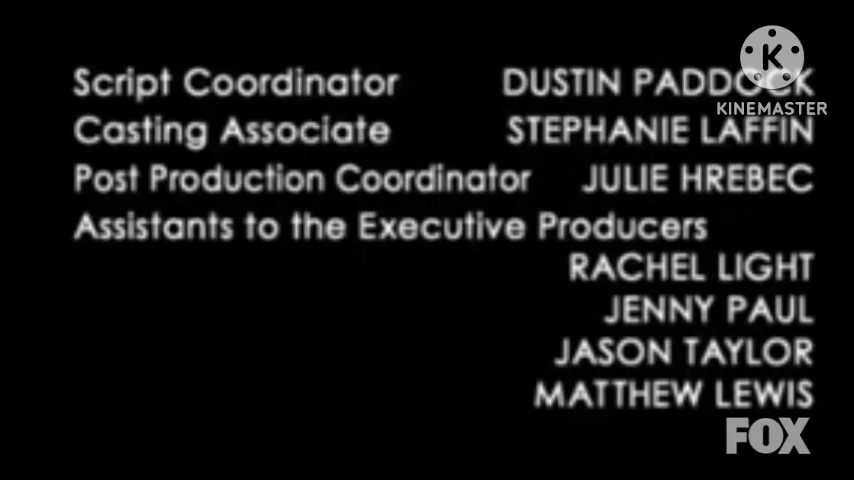 Script Coordinator DUSTIN PADDOCK
KINEMASTER
Casting Associate STEPHANIE LAFFIN
Post Production Coordinator JULIE HREBEC
Assistants to the Executive Producers
RACHEL LIGHT
JENNY PAUL
JASON TAYLOR
MATTHEW LEWIS
FOX